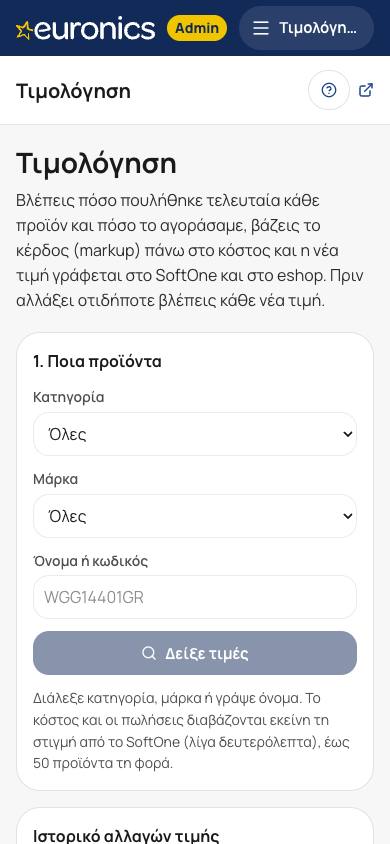 euronics
Admin
Τιμολόγη...
Τιμολόγηση
Τιμολόγηση
Βλέπεις πόσο πουλήθηκε τελευταία κάθε
προϊόν και πόσο το αγοράσαμε, βάζεις το
κέρδος (markup) πάνω στο κόστος και η νέα
τιμή γράφεται στο SoftOne και στο eshop. Πριν
αλλάξει οτιδήποτε βλέπεις κάθε νέα τιμή.
1. Ποια προϊόντα
Κατηγορία
Όλες
Μάρκα
Όλες
Όνομα ή κωδικός
WGG14401GR
Δείξε τιμές
Διάλεξε κατηγορία, μάρκα ή γράψε όνομα. Το
κόστος και οι πωλήσεις διαβάζονται εκείνη τη
στιγμή από το SoftOne (λίγα δευτερόλεπτα), έως
50 προϊόντα τη φορά.
Ιστορικό αλλαγών τιμής